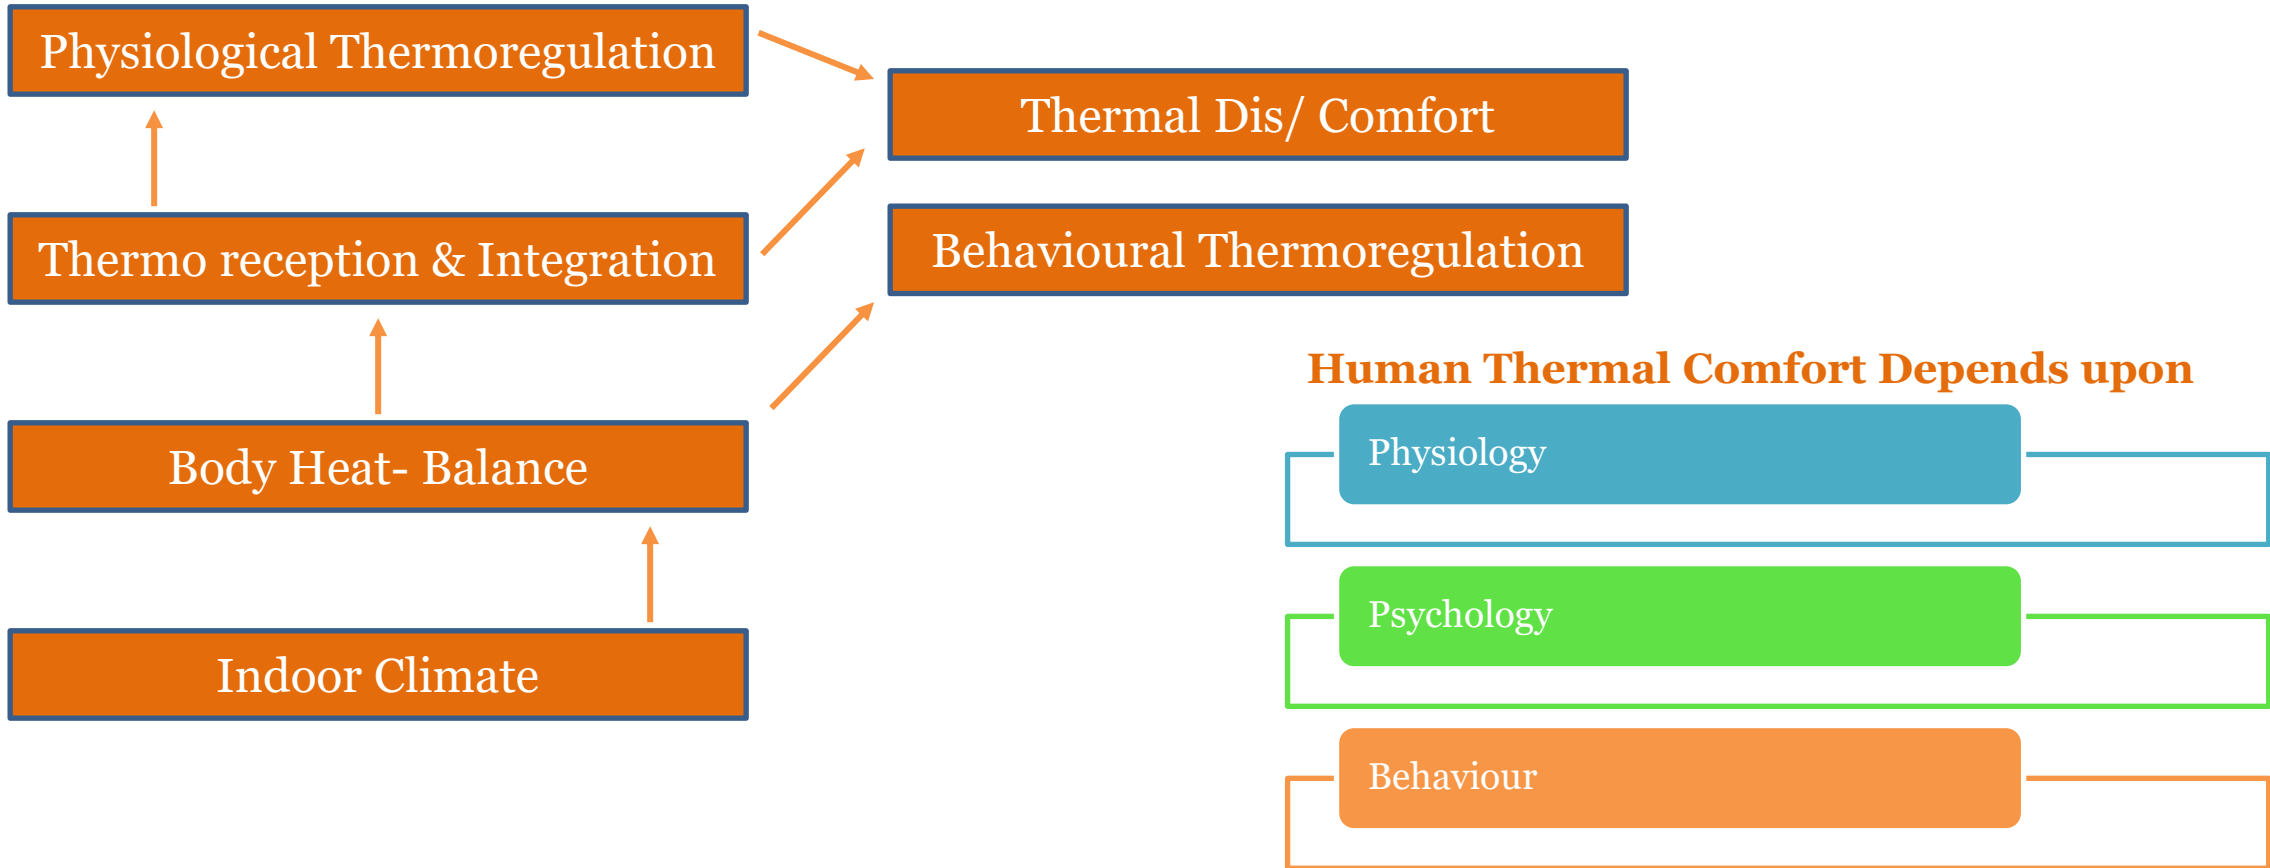 Physiological Thermoregulation
Thermal Dis/ Comfort
Thermo reception & Integration
Behavioural Thermoregulation
Body Heat- Balance
Indoor Climate
Human Thermal Comfort Depends upon
Physiology
Psychology
Behaviour